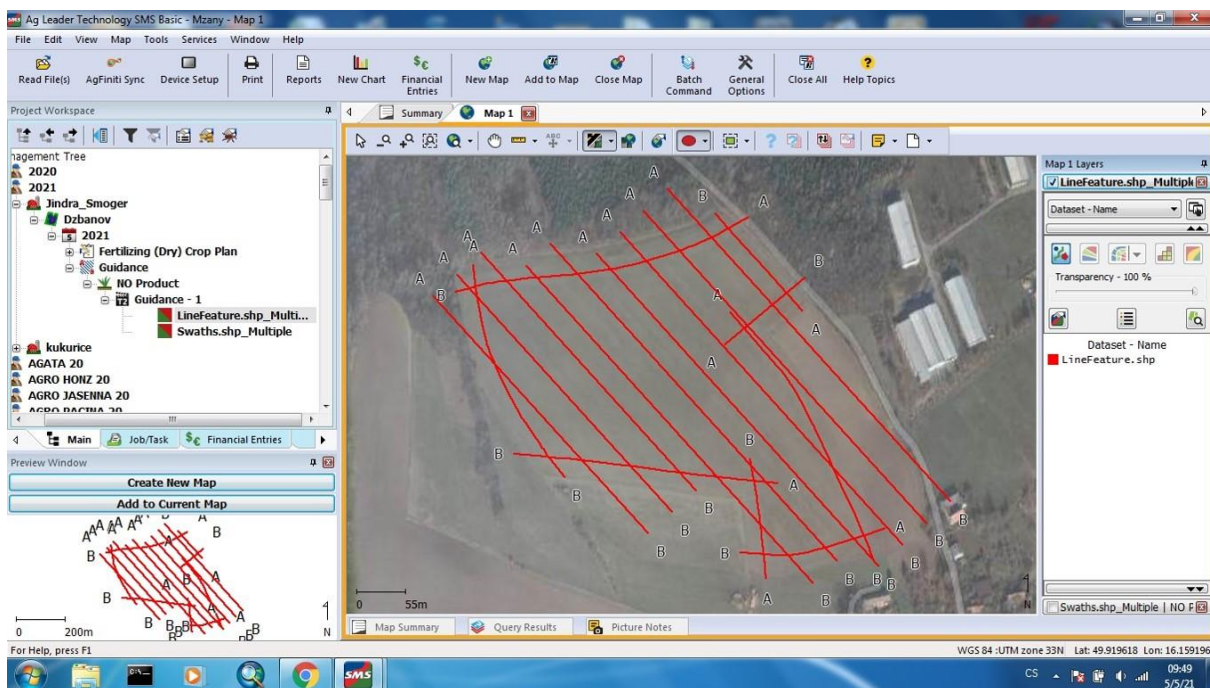 Ag Leader Technology SMS Basic - Mzany - Map 1
File Edit View Map Tools Services Window Help
Read File(s) AgFiniti Sync Device Setup Print Reports New Chart Financial Entries New Map Add to Map Close Map Batch Command General Options Close All Help Topics
Project Workspace
Summary Map 1
nagement Tree
2020
2021
Jindra_Smoger
Dzbanov
2021
Fertilizing (Dry) Crop Plan
Guidance
NO Product
Guidance - 1
LineFeature.shp_Multi...
Swaths.shp_Multiple
kukurice
AGATA 20
AGRO HONZ 20
AGRO JASENNA 20
AGRO RACINA 20
Main Job/Task Financial Entries
Preview Window
Create New Map
Add to Current Map
A A A A A A A B
B A B A
B A
B B B B B B
0 200m N
A
A B A
A A
A A A A
A A B
A B A
A
A
B
B A
B B
B B A B
B B B B B B
A B
0 55m N
Map 1 Layers
LineFeature.shp_Multiple
Dataset - Name
Transparency - 100 %
Dataset - Name
LineFeature.shp
Swaths.shp_Multiple | NO P
Map Summary Query Results Picture Notes
For Help, press F1
WGS 84 :UTM zone 33N Lat: 49.919618 Lon: 16.159196
SMS
CS
09:49
5/5/21